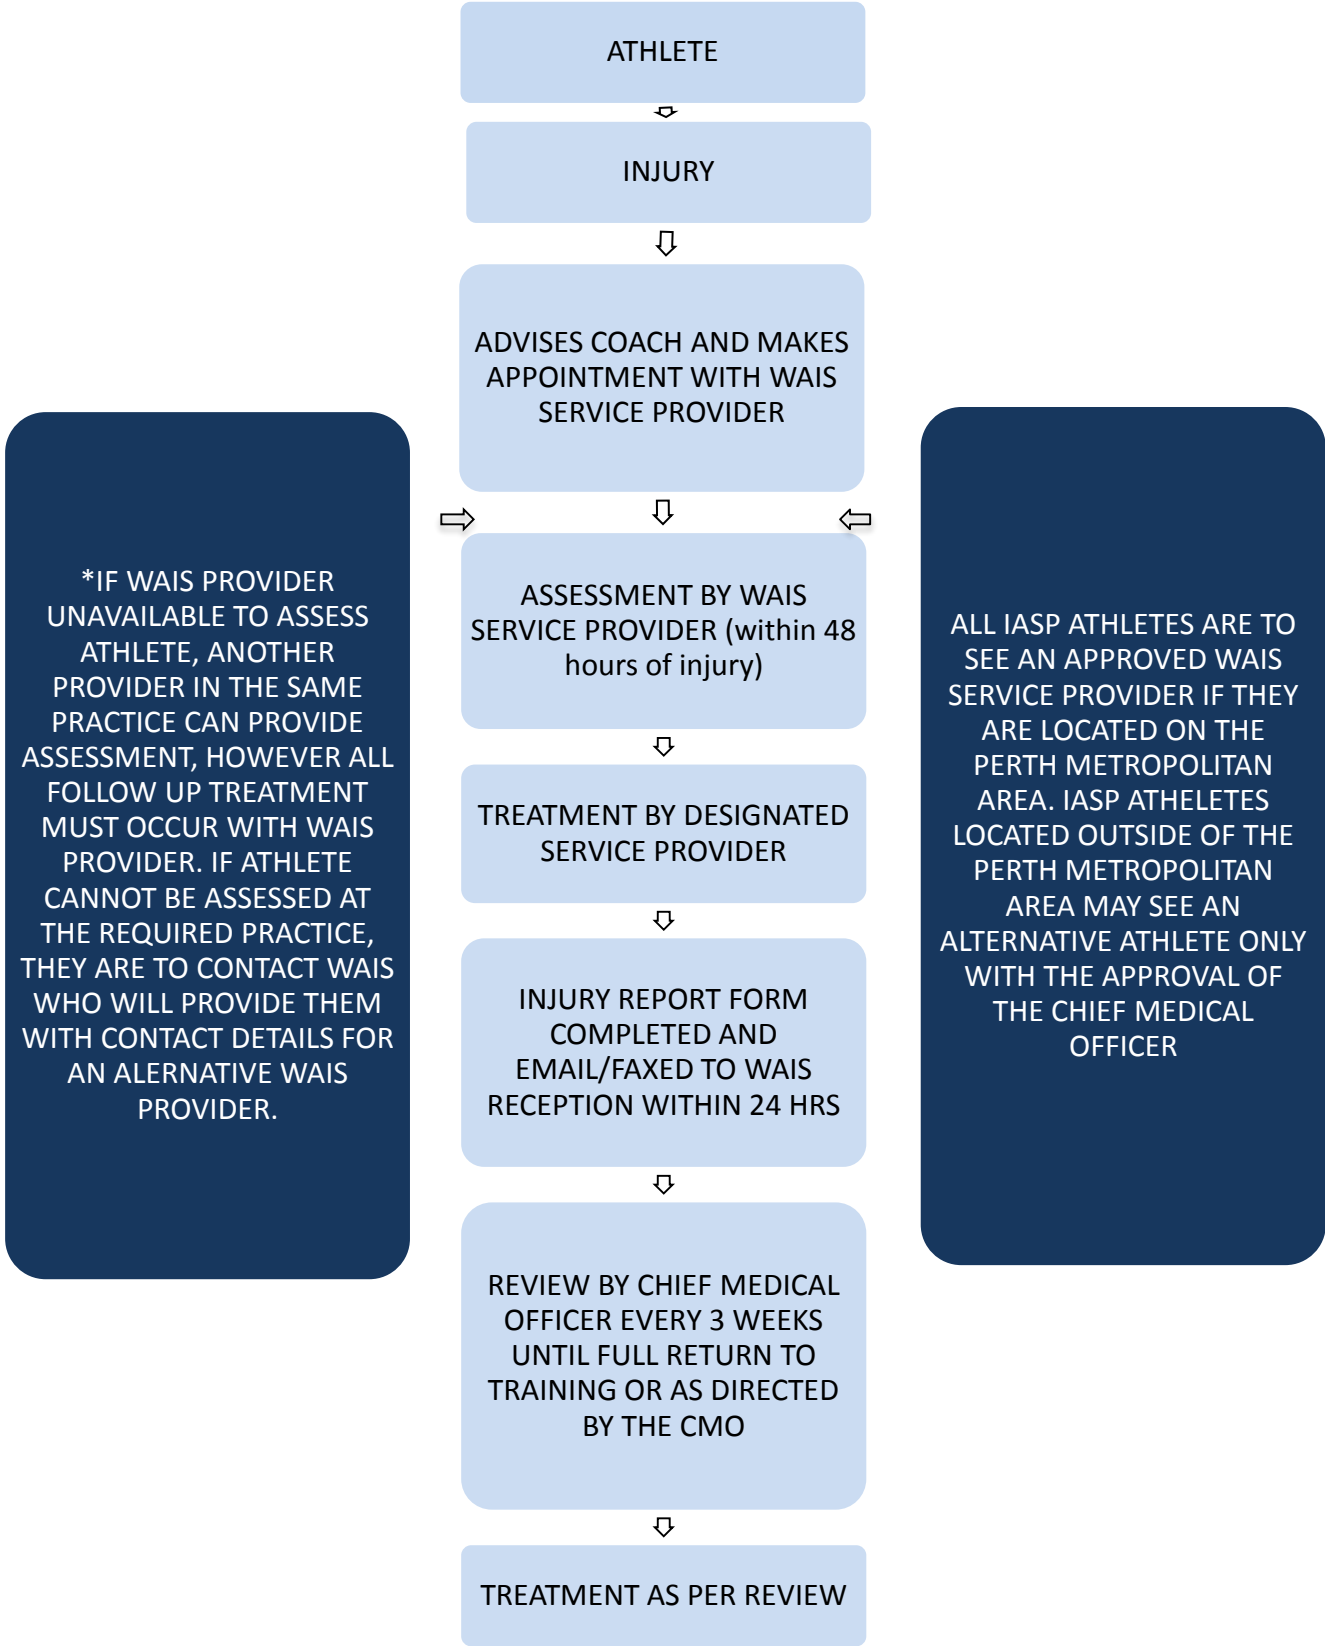 ATHLETE
INJURY
ADVISES COACH AND MAKES
APPOINTMENT WITH WAIS
SERVICE PROVIDER
*IF WAIS PROVIDER
UNAVAILABLE TO ASSESS
ATHLETE, ANOTHER
PROVIDER IN THE SAME
PRACTICE CAN PROVIDE
ASSESSMENT, HOWEVER ALL
FOLLOW UP TREATMENT
MUST OCCUR WITH WAIS
PROVIDER. IF ATHLETE
CANNOT BE ASSESSED AT
THE REQUIRED PRACTICE,
THEY ARE TO CONTACT WAIS
WHO WILL PROVIDE THEM
WITH CONTACT DETAILS FOR
AN ALERNATIVE WAIS
PROVIDER.
ASSESSMENT BY WAIS
SERVICE PROVIDER (within 48
hours of injury)
ALL IASP ATHLETES ARE TO
SEE AN APPROVED WAIS
SERVICE PROVIDER IF THEY
ARE LOCATED ON THE
PERTH METROPOLITAN
AREA. IASP ATHELETES
LOCATED OUTSIDE OF THE
PERTH METROPOLITAN
AREA MAY SEE AN
ALTERNATIVE ATHLETE ONLY
WITH THE APPROVAL OF
THE CHIEF MEDICAL
OFFICER
TREATMENT BY DESIGNATED
SERVICE PROVIDER
INJURY REPORT FORM
COMPLETED AND
EMAIL/FAXED TO WAIS
RECEPTION WITHIN 24 HRS
REVIEW BY CHIEF MEDICAL
OFFICER EVERY 3 WEEKS
UNTIL FULL RETURN TO
TRAINING OR AS DIRECTED
BY THE CMO
TREATMENT AS PER REVIEW